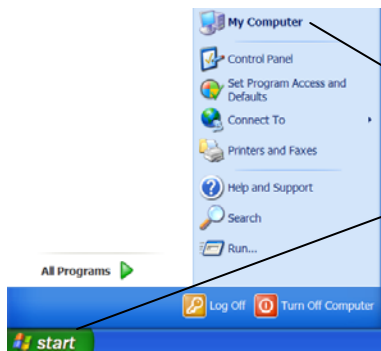 My Computer
Control Panel
Set Program Access and
Defaults
Connect To
Printers and Faxes
Help and Support
Search
Run...
All Programs
Log Off
Turn Off Computer
start